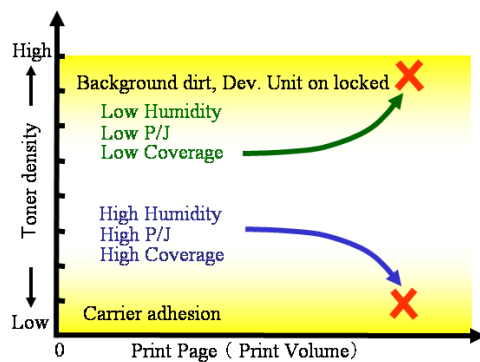 High
Toner density
Low
Background dirt, Dev. Unit on locked
Low Humidity
Low P/J
Low Coverage
High Humidity
High P/J
High Coverage
Carrier adhesion
0
Print Page ( Print Volume)